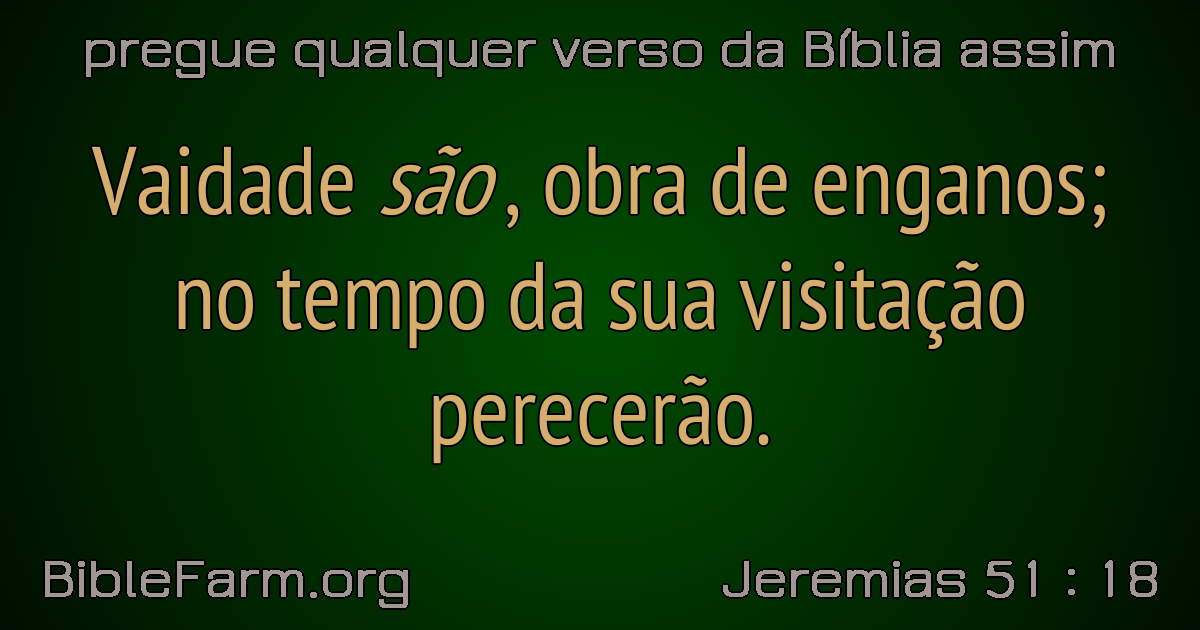 pregue qualquer verso da Bíblia assim
Vaidade são, obra de enganos;
no tempo da sua visitação
perecerão.
BibleFarm.org
Jeremias 51 : 18